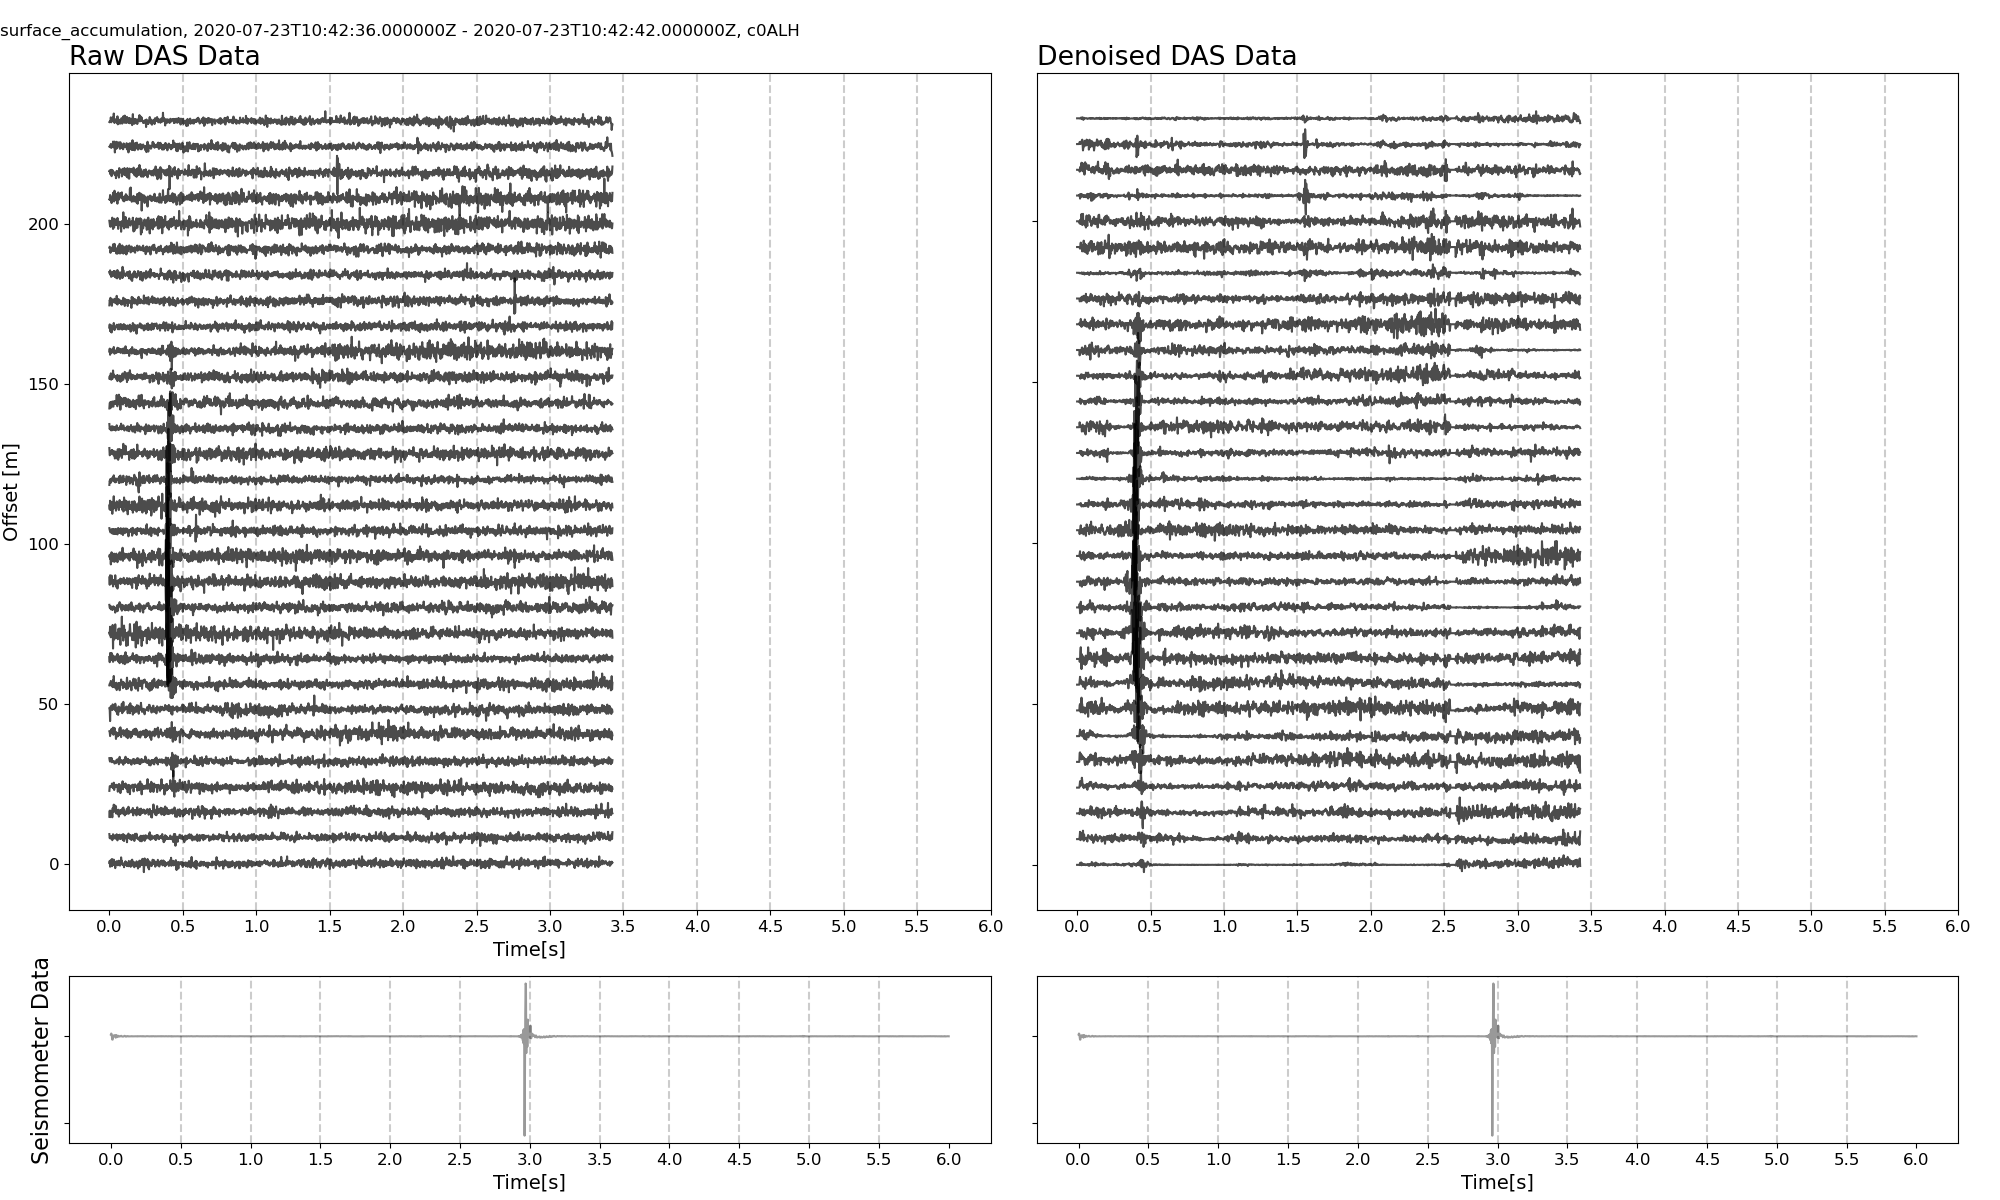 surface_accumulation, 2020-07-23T10:42:36.000000Z - 2020-07-23T10:42:42.000000Z, c0ALH
Raw DAS Data
Denoised DAS Data
Offset [m]
200
150
100
50
0
0.0 0.5 1.0 1.5 2.0 2.5 3.0 3.5 4.0 4.5 5.0 5.5 6.0
Time[s]
0.0 0.5 1.0 1.5 2.0 2.5 3.0 3.5 4.0 4.5 5.0 5.5 6.0
Seismometer Data
0.0 0.5 1.0 1.5 2.0 2.5 3.0 3.5 4.0 4.5 5.0 5.5 6.0
Time[s]
0.0 0.5 1.0 1.5 2.0 2.5 3.0 3.5 4.0 4.5 5.0 5.5 6.0
Time[s]